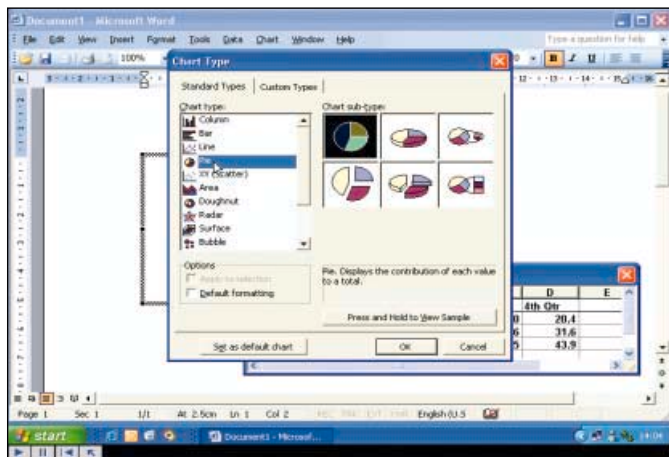 Document1 - Microsoft Word
File Edit View Insert Format Tools Data Chart Window Help
Type a question for help
100%
B I U
Chart Type
Standard Types
Custom Types
Chart type:
Column
Bar
Line
Pie
XY (Scatter)
Area
Doughnut
Radar
Surface
Bubble
Chart sub-type:
Options
Apply to selection
Default formatting
Pie. Displays the contribution of each value
to a total.
Press and Hold to View Sample
Set as default chart
OK
Cancel
D E
4th Qtr
20,4
31,6
43,9
Page 1 Sec 1 1/1 At 2.5cm Ln 1 Col 2 REC TRK EXT OVR English (U.S
start
Document1 - Microsof...